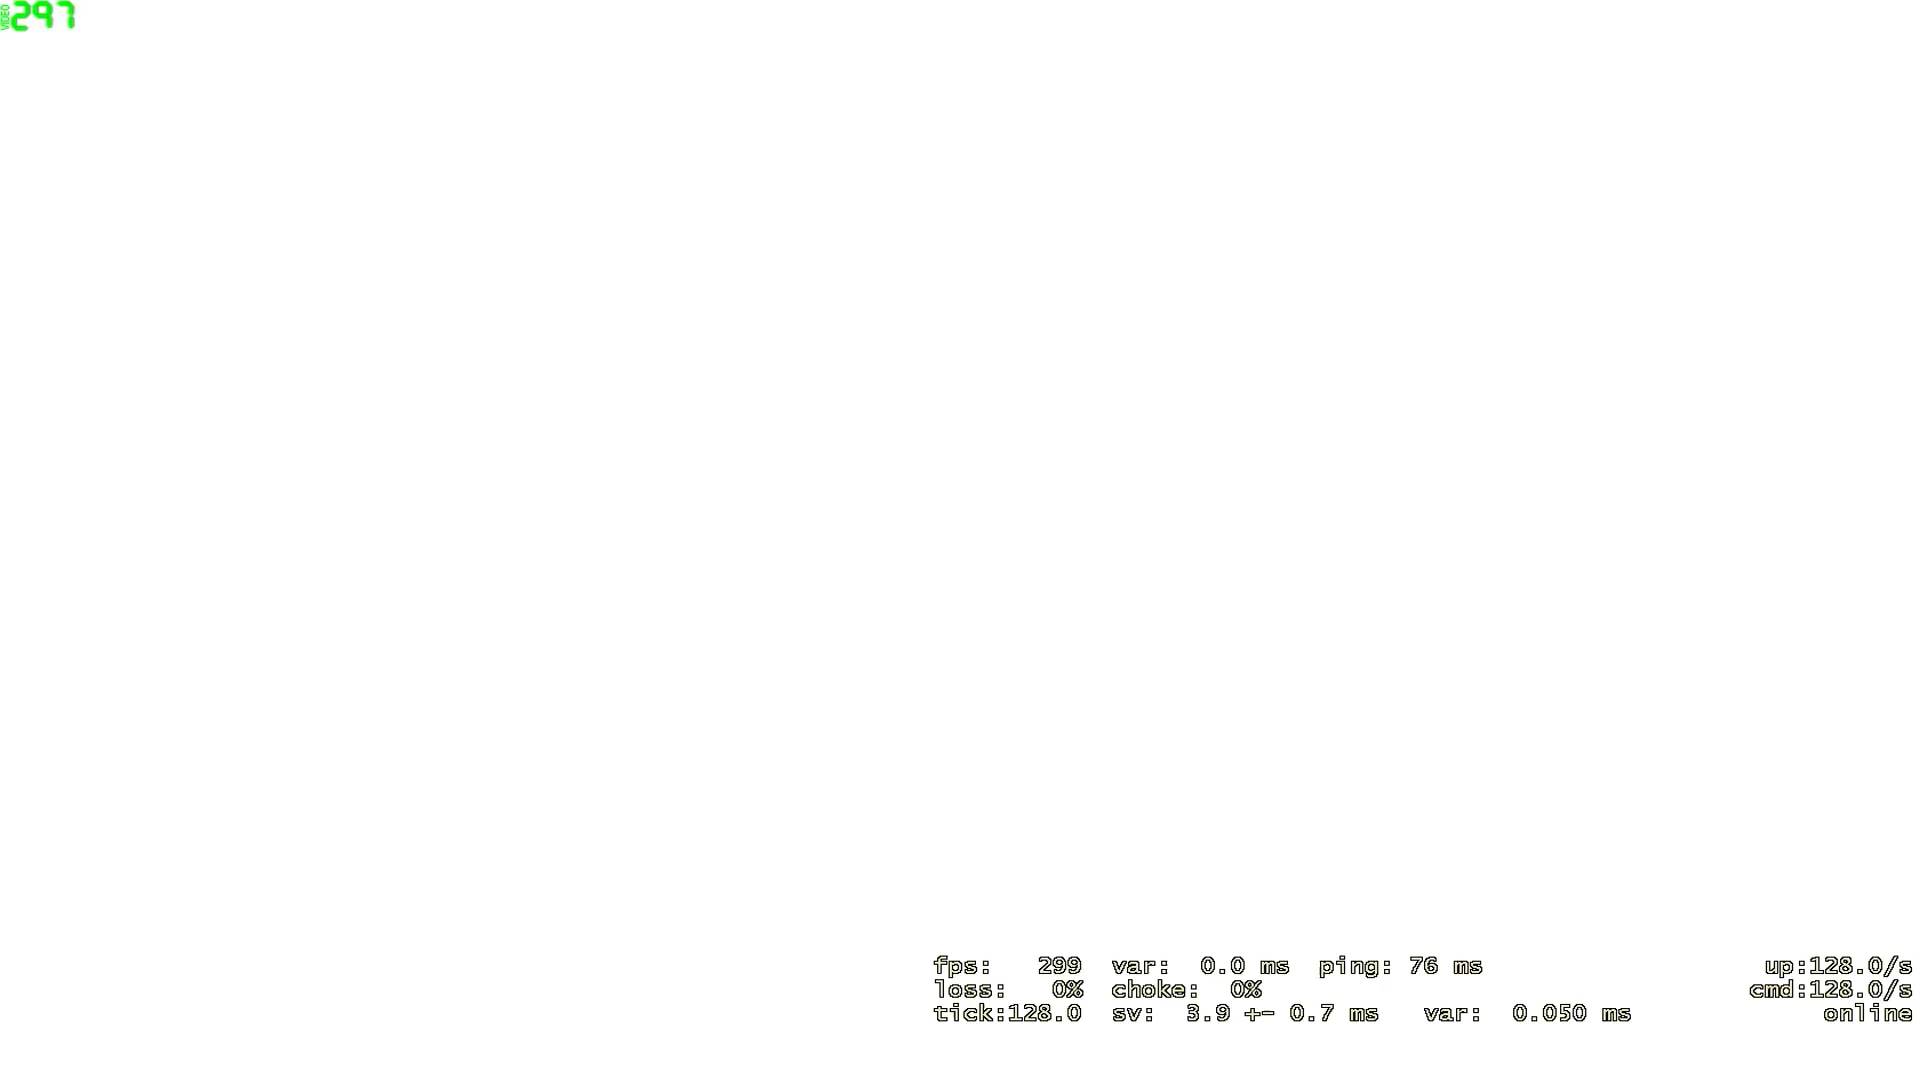 VIDEO 297
fps: 299 var: 0.0 ms ping: 76 ms up:128.0/s
loss: 0% choke: 0% cmd:128.0/s
tick:128.0 sv: 3.9 +- 0.7 ms var: 0.050 ms online